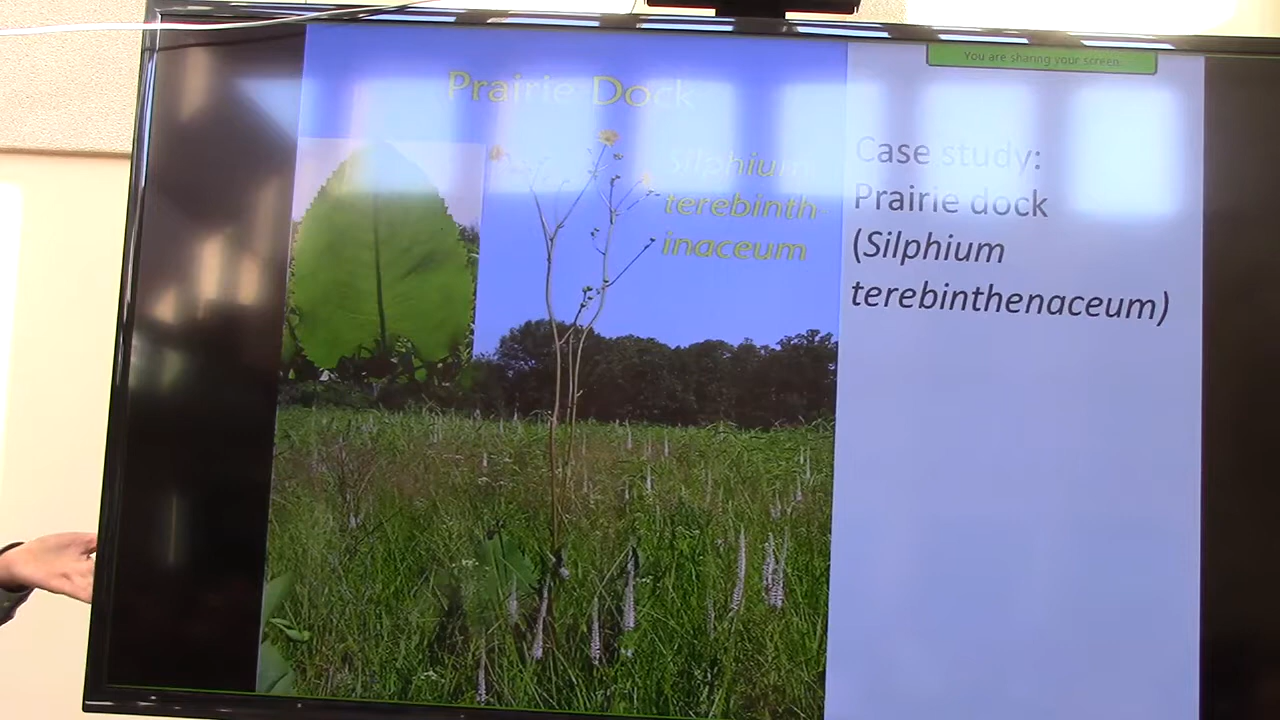 You are sharing your screen
Prairie Dock
Silphium
terebinth
inaceum
Case study:
Prairie dock
(Silphium
terebinthenaceum)